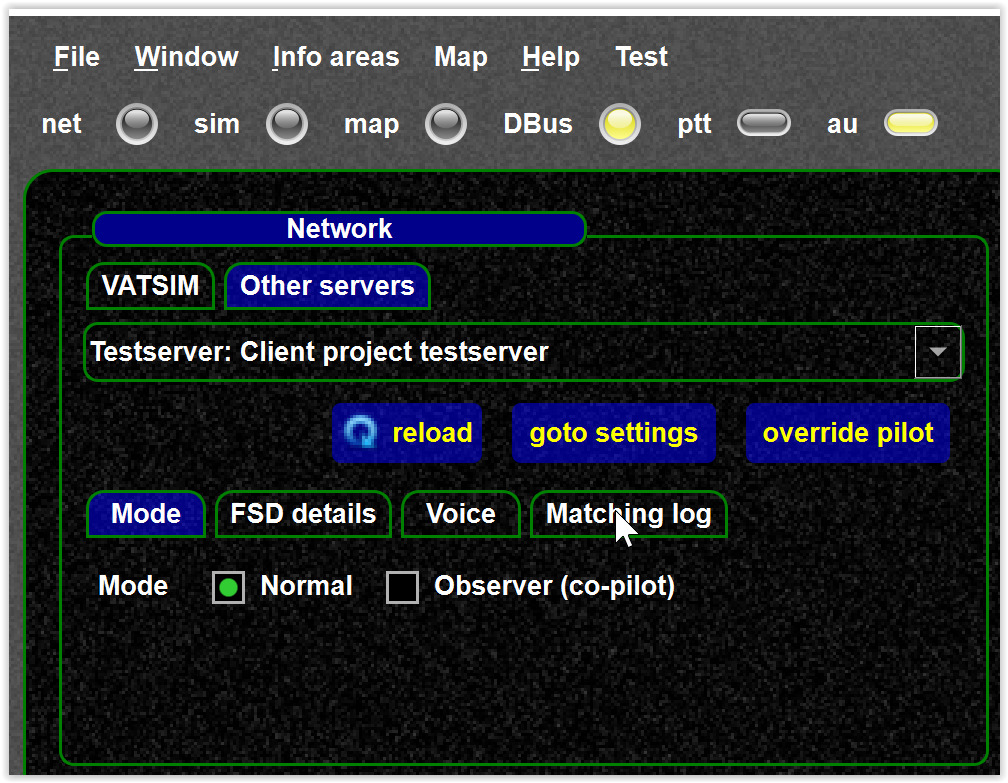 File Window Info areas Map Help Test
net sim map DBus ptt au
Network
VATSIM Other servers
Testserver: Client project testserver
reload goto settings override pilot
Mode FSD details Voice Matching log
Mode Normal Observer (co-pilot)